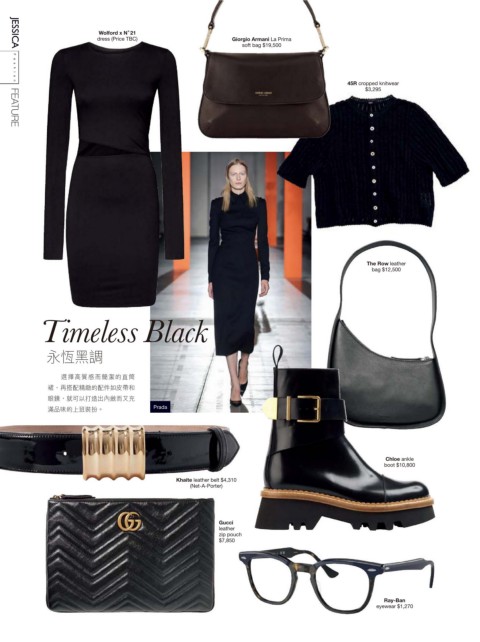 JESSICA
FEATURE
Wolford x N°21
dress (Price TBC)
Giorgio Armani La Prima
soft bag $19,500
45R cropped knitwear
$3,295
The Row leather
bag $12,500
Timeless Black
永恆黑調
選擇高質感而簡潔的直筒
裙，再搭配精緻的配件如皮帶和
眼鏡，就可以打造出內斂而又充
滿品味的上班裝扮。
Prada
Khaite leather belt $4,310
(Net-A-Porter)
Chloe ankle
boot $10,800
Gucci
leather
zip pouch
$7,850
Ray-Ban
eyewear $1,270